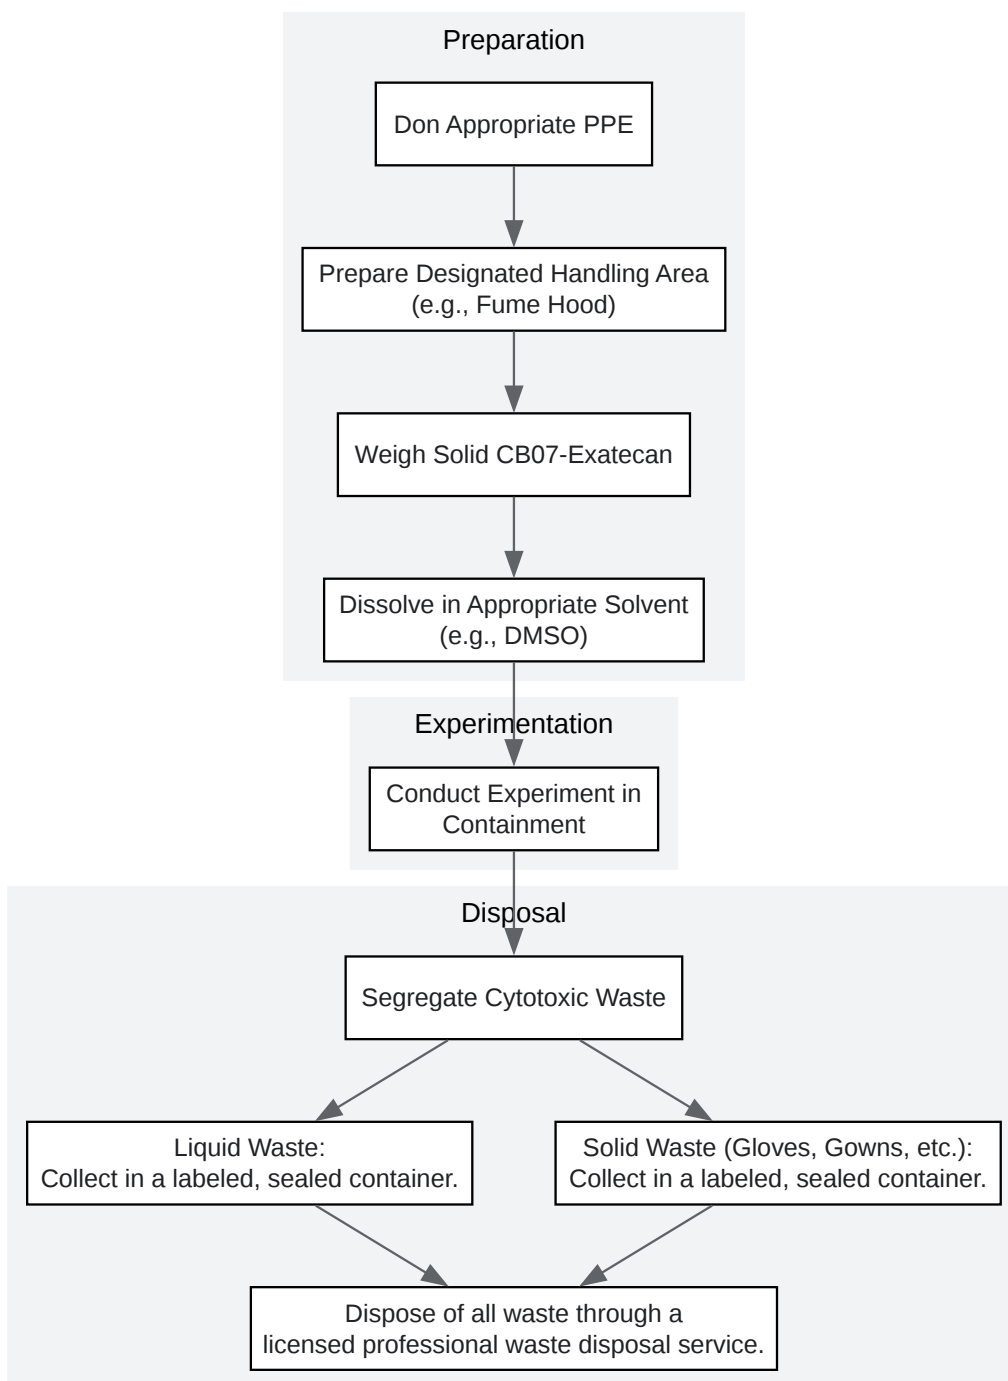 Preparation
Don Appropriate PPE
Prepare Designated Handling Area
(e.g., Fume Hood)
Weigh Solid CB07-Exatecan
Dissolve in Appropriate Solvent
(e.g., DMSO)
Experimentation
Conduct Experiment in
Containment
Disposal
Segregate Cytotoxic Waste
Liquid Waste:
Collect in a labeled, sealed container.
Solid Waste (Gloves, Gowns, etc.):
Collect in a labeled, sealed container.
Dispose of all waste through a
licensed professional waste disposal service.